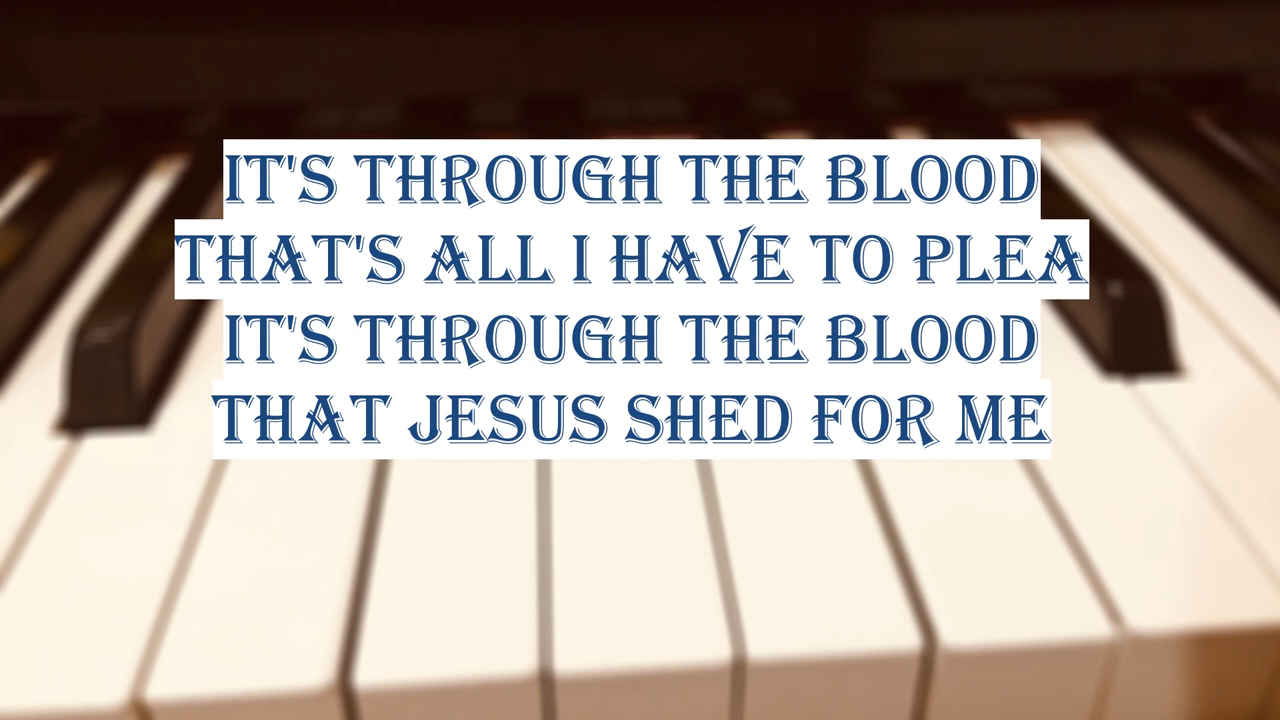 IT'S THROUGH THE BLOOD
THAT'S ALL I HAVE TO PLEA
IT'S THROUGH THE BLOOD
THAT JESUS SHED FOR ME